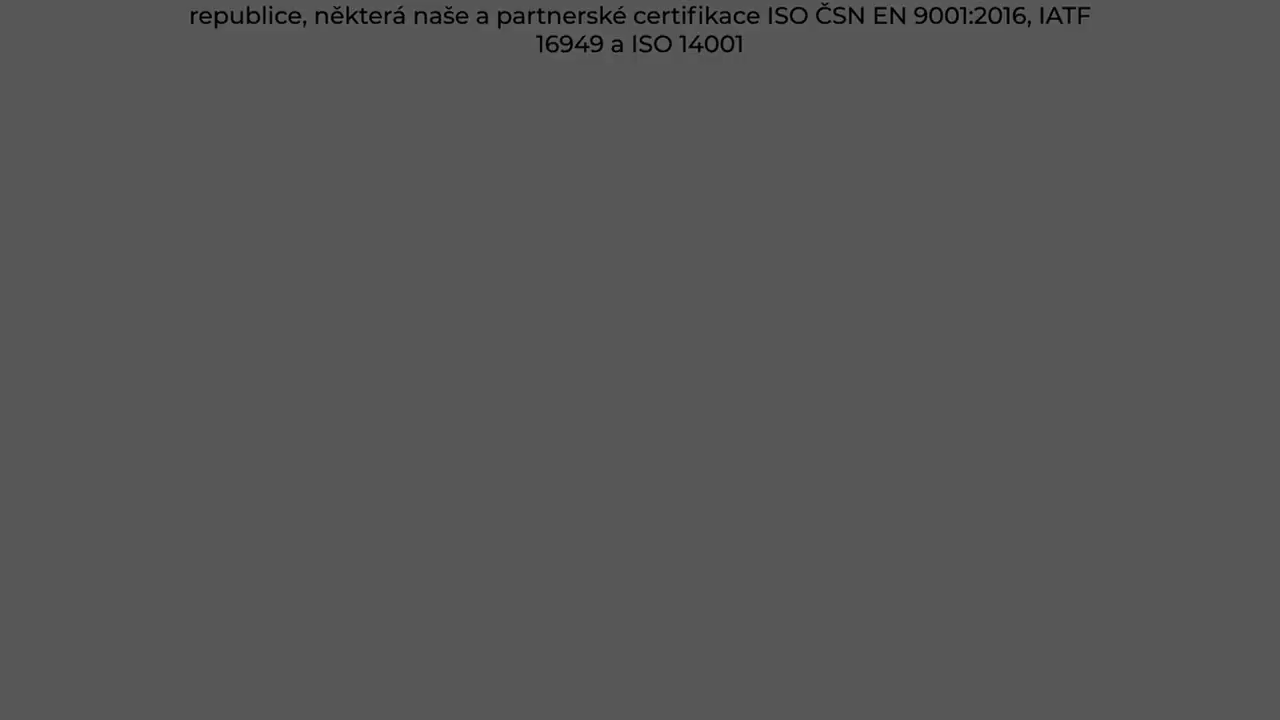 republice, některá naše a partnerské certifikace ISO ČSN EN 9001:2016, IATF
16949 a ISO 14001